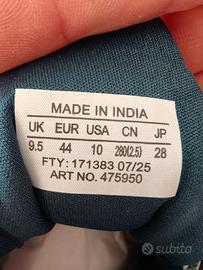 MADE IN INDIA
UK EUR USA CN JP
9.5 44 10 280(2.5) 28
FTY: 171383 07/25
ART NO. 475950
subito